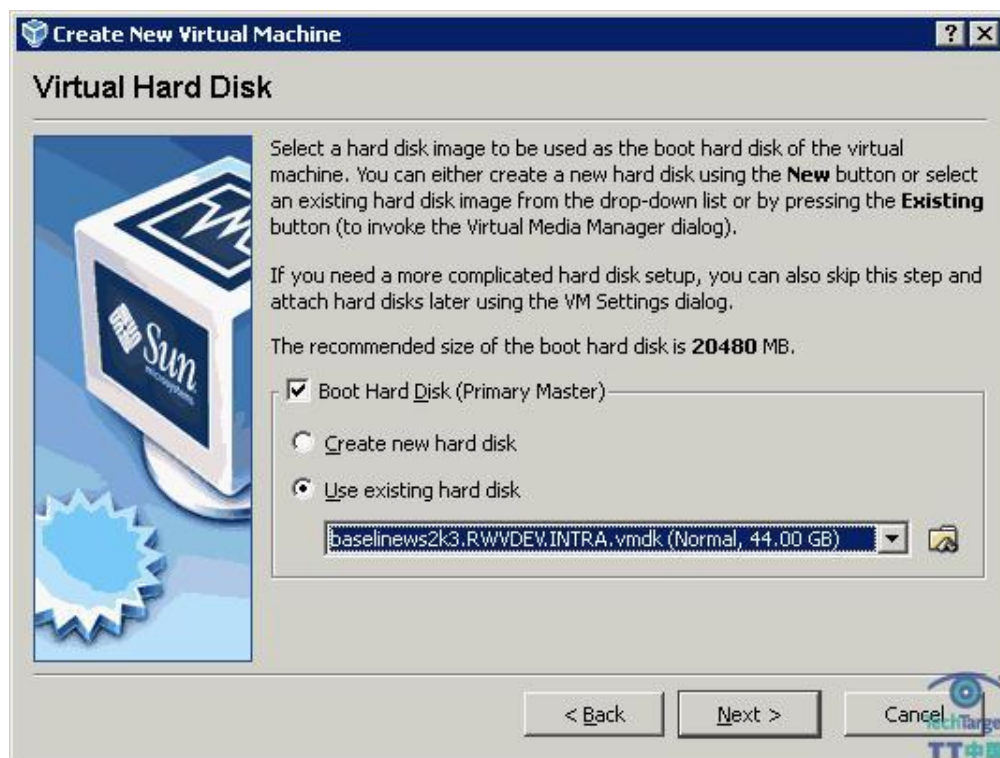 Create New Virtual Machine
Virtual Hard Disk
Select a hard disk image to be used as the boot hard disk of the virtual
machine. You can either create a new hard disk using the New button or select
an existing hard disk image from the drop-down list or by pressing the Existing
button (to invoke the Virtual Media Manager dialog).
If you need a more complicated hard disk setup, you can also skip this step and
attach hard disks later using the VM Settings dialog.
The recommended size of the boot hard disk is 20480 MB.
Sun
microsystems
Boot Hard Disk (Primary Master)
Create new hard disk
Use existing hard disk
baselinews2k3.RWVDEV.INTRA.vmdk (Normal, 44.00 GB)
< Back
Next >
Cancel
TechTarge
TT中国